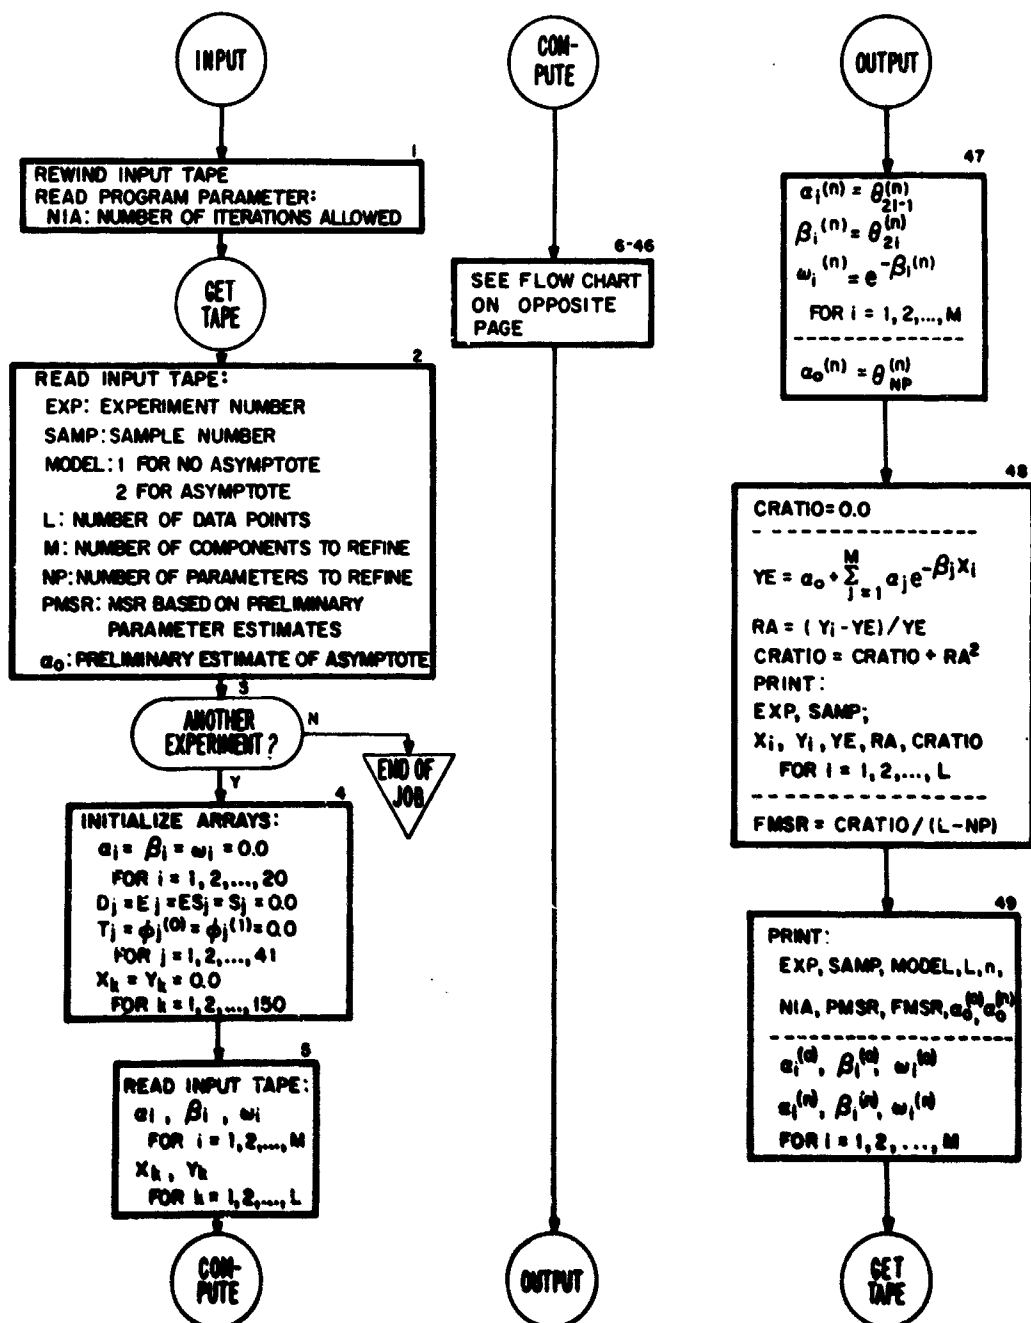 INPUT
1
REWIND INPUT TAPE
READ PROGRAM PARAMETER:
NIA: NUMBER OF ITERATIONS ALLOWED
GET
TAPE
2
READ INPUT TAPE:
EXP: EXPERIMENT NUMBER
SAMP: SAMPLE NUMBER
MODEL: 1 FOR NO ASYMPTOTE
2 FOR ASYMPTOTE
L: NUMBER OF DATA POINTS
M: NUMBER OF COMPONENTS TO REFINE
NP: NUMBER OF PARAMETERS TO REFINE
PMSR: MSR BASED ON PRELIMINARY
PARAMETER ESTIMATES
α₀: PRELIMINARY ESTIMATE OF ASYMPTOTE
3
ANOTHER
EXPERIMENT?
N
END OF
JOB
Y
4
INITIALIZE ARRAYS:
αᵢ = βᵢ = ωᵢ = 0.0
FOR i = 1, 2, ..., 20
Dⱼ = Eⱼ = ESⱼ = Sⱼ = 0.0
Tⱼ = ϕⱼ⁽⁰⁾ = ϕⱼ⁽¹⁾ = 0.0
FOR j = 1, 2, ..., 41
Xₖ = Yₖ = 0.0
FOR k = 1, 2, ..., 150
5
READ INPUT TAPE:
αᵢ, βᵢ, ωᵢ
FOR i = 1, 2, ..., M
Xₖ, Yₖ
FOR k = 1, 2, ..., L
COM-
PUTE
COM-
PUTE
6-46
SEE FLOW CHART
ON OPPOSITE
PAGE
OUTPUT
OUTPUT
47
αᵢ⁽ⁿ⁾ = θ₂ᵢ₋₁⁽ⁿ⁾
βᵢ⁽ⁿ⁾ = θ₂ᵢ⁽ⁿ⁾
ωᵢ⁽ⁿ⁾ = e^(-βᵢ⁽ⁿ⁾)
FOR i = 1, 2, ..., M
α₀⁽ⁿ⁾ = θ_NP⁽ⁿ⁾
48
CRATIO = 0.0
YE = α₀ + Σ_{j=1}^{M} αⱼ e^(-βⱼXᵢ)
RA = (Yᵢ - YE) / YE
CRATIO = CRATIO + RA²
PRINT:
EXP, SAMP;
Xᵢ, Yᵢ, YE, RA, CRATIO
FOR i = 1, 2, ..., L
FMSR = CRATIO / (L-NP)
49
PRINT:
EXP, SAMP, MODEL, L, n,
NIA, PMSR, FMSR, α₀⁽⁰⁾, α₀⁽ⁿ⁾
αᵢ⁽⁰⁾, βᵢ⁽⁰⁾, ωᵢ⁽⁰⁾
αᵢ⁽ⁿ⁾, βᵢ⁽ⁿ⁾, ωᵢ⁽ⁿ⁾
FOR i = 1, 2, ..., M
GET
TAPE